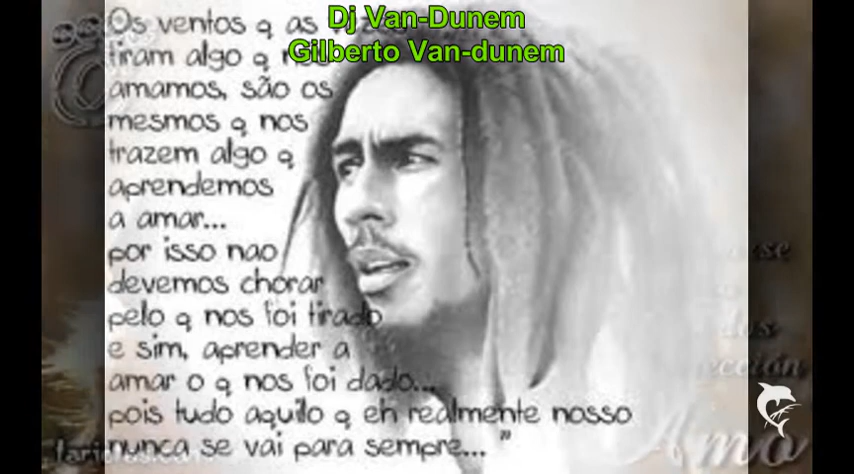 Dj Van-Dunem
Gilberto Van-dunem
Os ventos q as
tiram algo q
amamos, são os
mesmos q nos
trazem algo q
aprendemos
a amar...
por isso nao
devemos chorar
pelo q nos foi tirado
e sim, aprender a
amar o q nos foi dado...
pois tudo aquilo q eh realmente nosso
nunca se vai para sempre... "
Amo